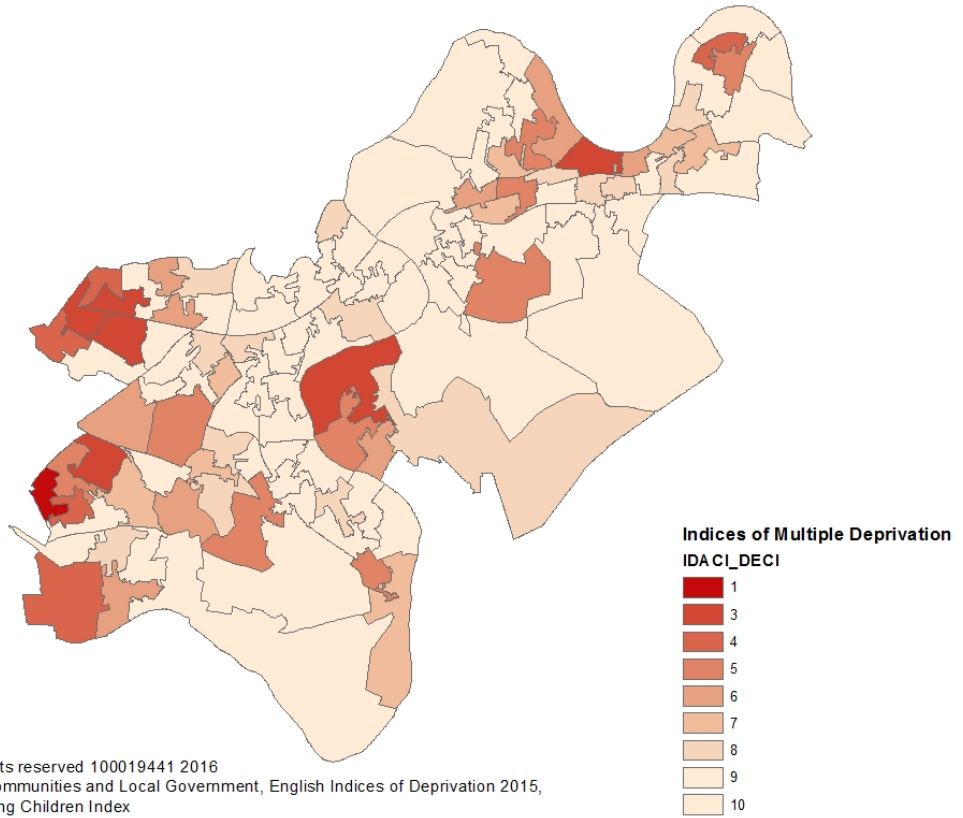 Indices of Multiple Deprivation
IDACI_DECI
1
3
4
5
6
7
8
9
10
ts reserved 100019441 2016
mmunities and Local Government, English Indices of Deprivation 2015,
ng Children Index